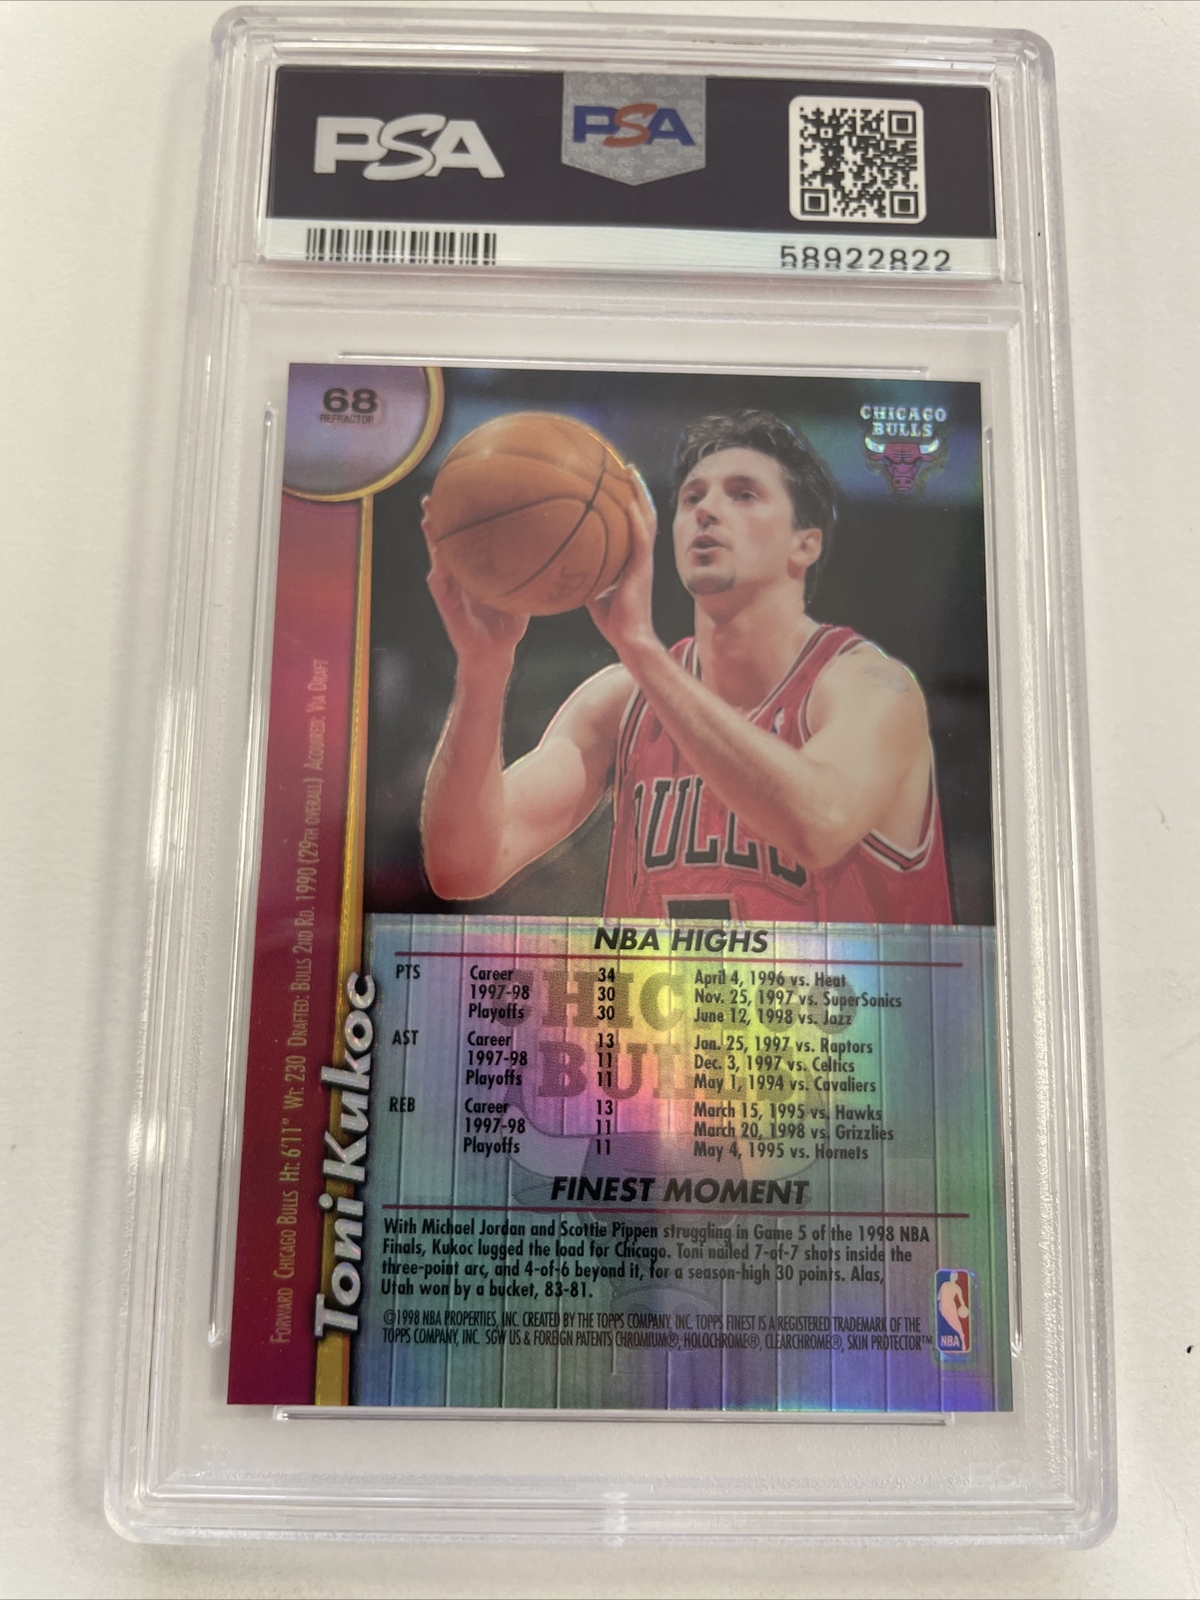 PSA
PSA
58922822
68
REFRACTOR
CHICAGO
BULLS
BULLS
FORWARD CHICAGO BULLS HT: 6'11" WT: 230 DRAFTED: BULLS 2ND RD. 1990 (29TH OVERALL) ACQUIRED: VIA DRAFT
Toni Kukoc
NBA HIGHS
PTS Career 34 April 4, 1996 vs. Heat
1997-98 30 Nov. 25, 1997 vs. SuperSonics
Playoffs 30 June 12, 1998 vs. Jazz
AST Career 13 Jan. 25, 1997 vs. Raptors
1997-98 11 Dec. 3, 1997 vs. Celtics
Playoffs 11 May 1, 1994 vs. Cavaliers
REB Career 13 March 15, 1995 vs. Hawks
1997-98 11 March 20, 1998 vs. Grizzlies
Playoffs 11 May 4, 1995 vs. Hornets
CHICAGO
BULLS
FINEST MOMENT
With Michael Jordan and Scottie Pippen struggling in Game 5 of the 1998 NBA
Finals, Kukoc lugged the load for Chicago. Toni nailed 7-of-7 shots inside the
three-point arc, and 4-of-6 beyond it, for a season-high 30 points. Alas,
Utah won by a bucket, 83-81.
©1998 NBA PROPERTIES, INC. CREATED BY THE TOPPS COMPANY, INC. TOPPS FINEST IS A REGISTERED TRADEMARK OF THE
TOPPS COMPANY, INC. SGW US & FOREIGN PATENTS CHROMIUM®, HOLOCHROME®, CLEARCHROME®, SKIN PROTECTOR™
NBA